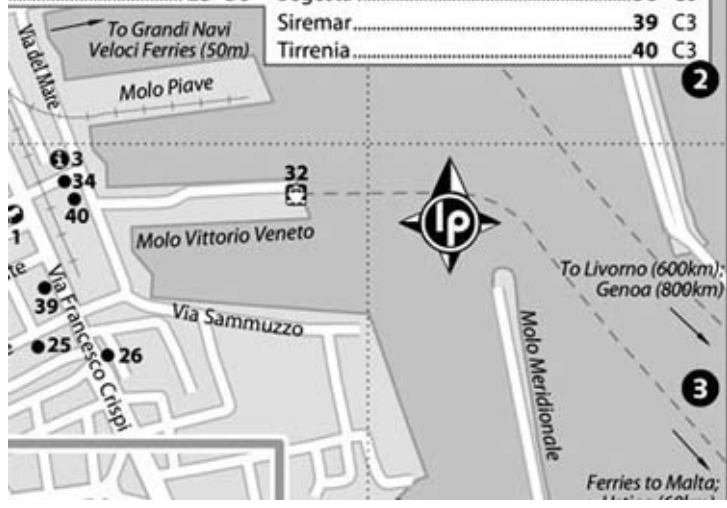 Siremar 39 C3
Tirrenia 40 C3
To Grandi Navi
Veloci Ferries (50m)
Via del Mare
Molo Piave
2
3
34
40
32
1
Molo Vittorio Veneto
lp
To Livorno (600km);
Genoa (800km)
39
Via Francesco Crispi
Via Sammuzzo
25
26
Molo Meridionale
3
Ferries to Malta;